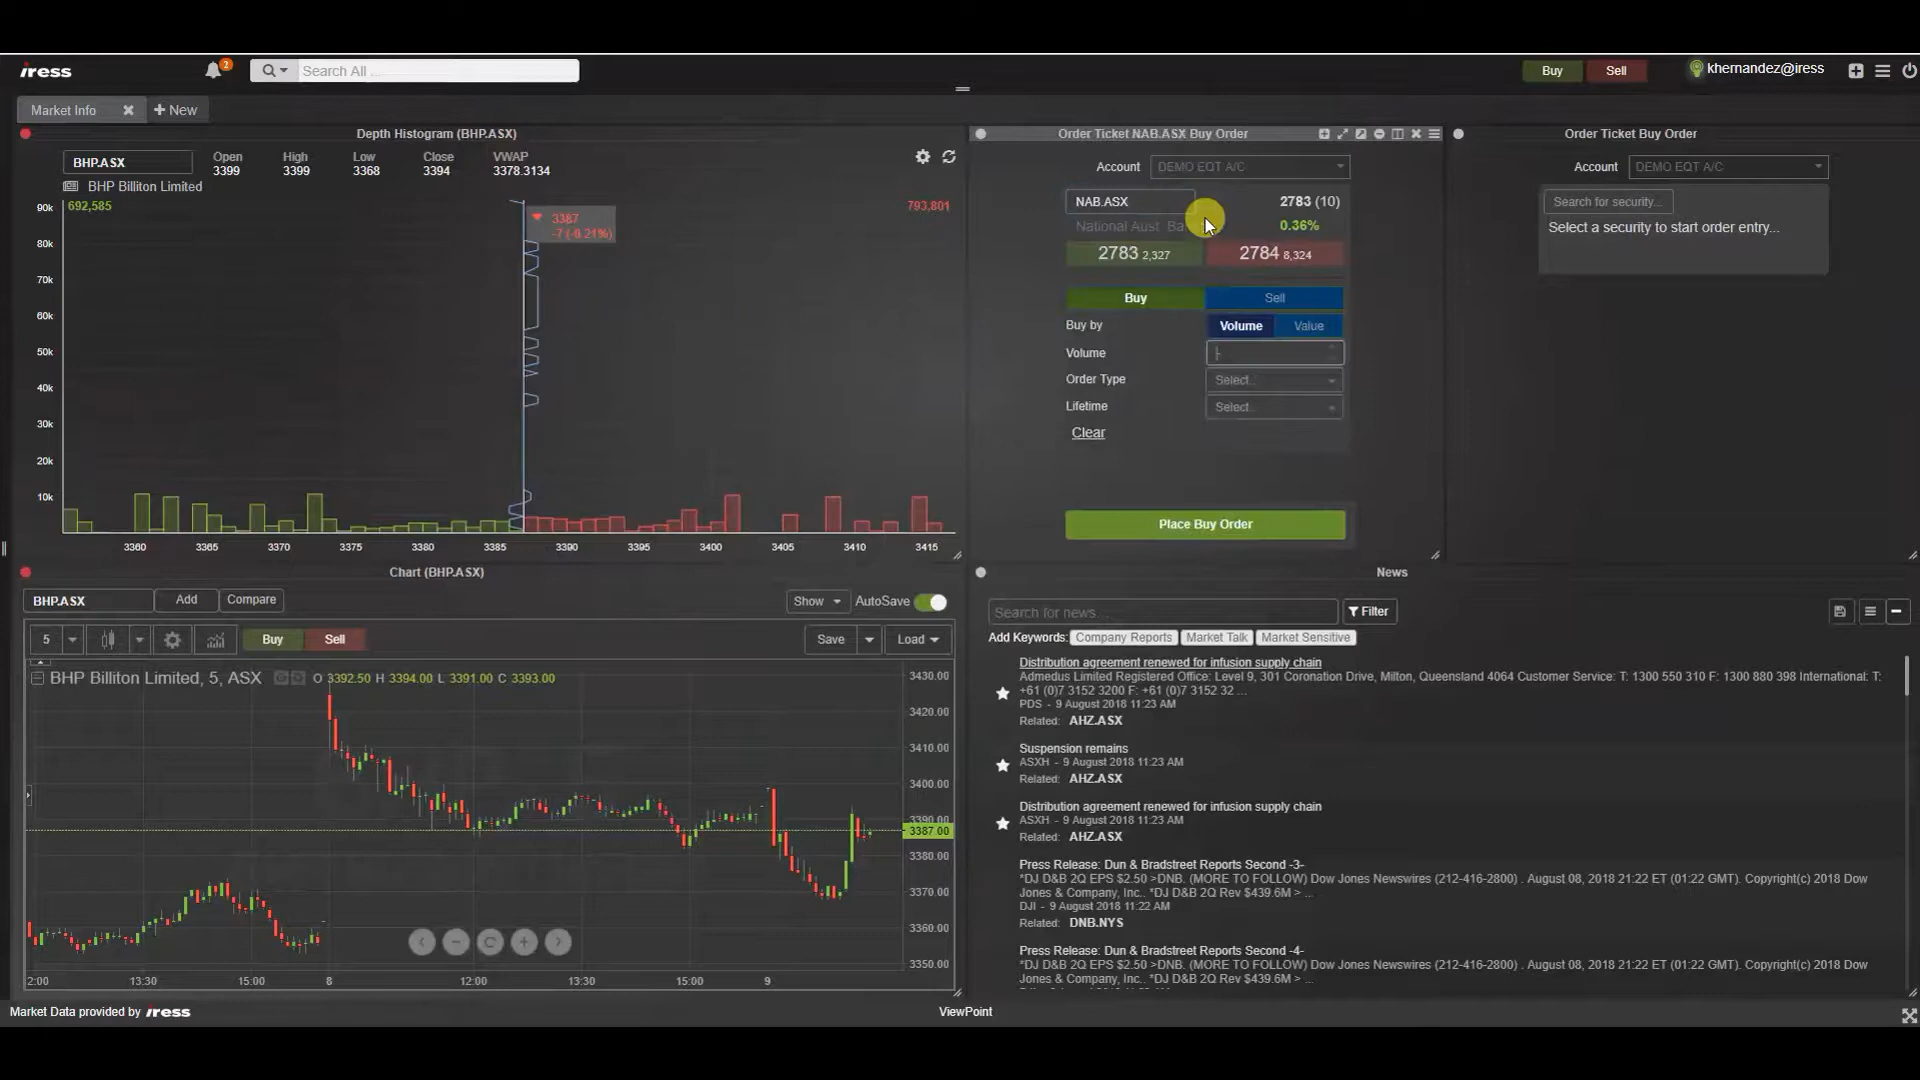 iress 2 Search All ... Buy Sell khernandez@iress
Market Info + New
Depth Histogram (BHP.ASX)
BHP.ASX
Open High Low Close VWAP
3399 3399 3368 3394 3378.3134
BHP Billiton Limited
692,585
793,801
3387
-7 (-0.21%)
90k
80k
70k
60k
50k
40k
30k
20k
10k
3360 3365 3370 3375 3380 3385 3390 3395 3400 3405 3410 3415
Order Ticket NAB.ASX Buy Order
Account DEMO EQT A/C
NAB.ASX 2783 (10)
National Aust Ba 0.36%
2783 2,327 2784 8,324
Buy Sell
Buy by Volume Value
Volume
Order Type Select...
Lifetime Select...
Clear
Place Buy Order
Order Ticket Buy Order
Account DEMO EQT A/C
Search for security...
Select a security to start order entry...
Chart (BHP.ASX)
BHP.ASX Add Compare Show AutoSave
5 Buy Sell Save Load
BHP Billiton Limited, 5, ASX O 3392.50 H 3394.00 L 3391.00 C 3393.00
3430.00
3420.00
3410.00
3400.00
3390.00
3387.00
3380.00
3370.00
3360.00
3350.00
2:00 13:30 15:00 8 12:00 13:30 15:00 9
News
Search for news... Filter
Add Keywords: Company Reports Market Talk Market Sensitive
Distribution agreement renewed for infusion supply chain
Admedus Limited Registered Office: Level 9, 301 Coronation Drive, Milton, Queensland 4064 Customer Service: T: 1300 550 310 F: 1300 880 398 International: T:
+61 (0)7 3152 3200 F: +61 (0)7 3152 32 ...
PDS - 9 August 2018 11:23 AM
Related: AHZ.ASX
Suspension remains
ASXH - 9 August 2018 11:23 AM
Related: AHZ.ASX
Distribution agreement renewed for infusion supply chain
ASXH - 9 August 2018 11:23 AM
Related: AHZ.ASX
Press Release: Dun & Bradstreet Reports Second -3-
*DJ D&B 2Q EPS $2.50 >DNB. (MORE TO FOLLOW) Dow Jones Newswires (212-416-2800) . August 08, 2018 21:22 ET (01:22 GMT). Copyright(c) 2018 Dow
Jones & Company, Inc.. *DJ D&B 2Q Rev $439.6M > ...
DJI - 9 August 2018 11:22 AM
Related: DNB.NYS
Press Release: Dun & Bradstreet Reports Second -4-
*DJ D&B 2Q EPS $2.50 >DNB. (MORE TO FOLLOW) Dow Jones Newswires (212-416-2800) . August 08, 2018 21:22 ET (01:22 GMT). Copyright(c) 2018 Dow
Jones & Company, Inc.. *DJ D&B 2Q Rev $439.6M > ...
Market Data provided by iress ViewPoint